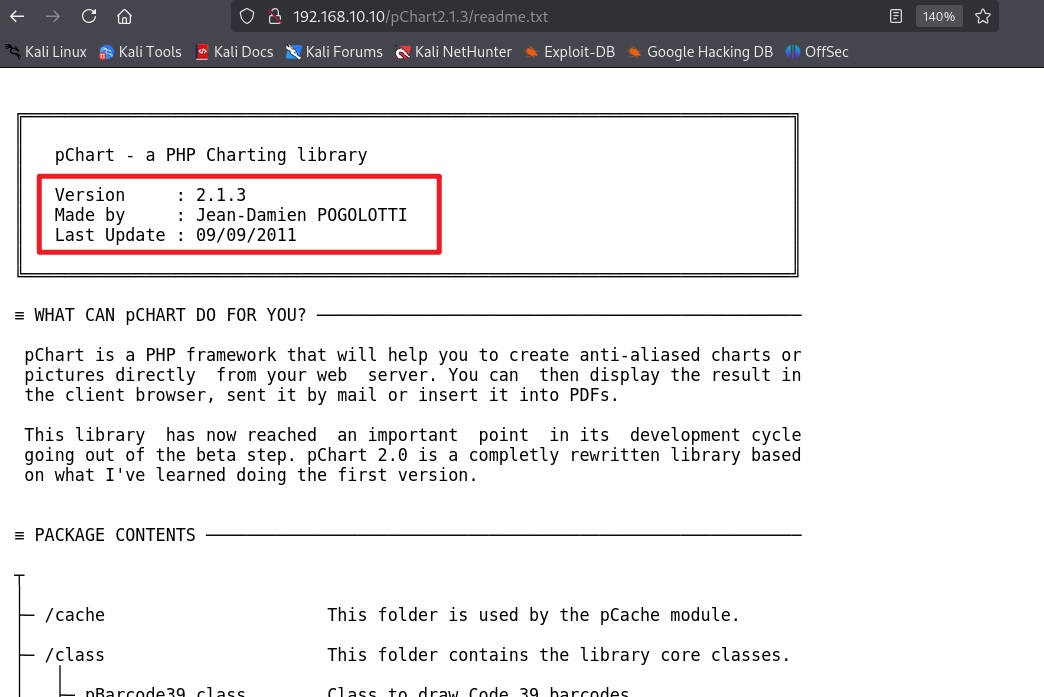 192.168.10.10/pChart2.1.3/readme.txt
140%
Kali Linux Kali Tools Kali Docs Kali Forums Kali NetHunter Exploit-DB Google Hacking DB OffSec
pChart - a PHP Charting library
Version     : 2.1.3
Made by     : Jean-Damien POGOLOTTI
Last Update : 09/09/2011
≡ WHAT CAN pCHART DO FOR YOU?
pChart is a PHP framework that will help you to create anti-aliased charts or
pictures directly  from your web  server. You can  then display the result in
the client browser, sent it by mail or insert it into PDFs.
This library  has now reached  an important  point  in its  development cycle
going out of the beta step. pChart 2.0 is a completly rewritten library based
on what I've learned doing the first version.
≡ PACKAGE CONTENTS
/cache                      This folder is used by the pCache module.
/class                      This folder contains the library core classes.
pBarcode39.class        Class to draw Code 39 barcodes